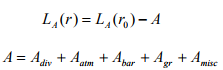 L_A(r) = L_A(r_0) − A
A = A_div + A_atm + A_bar + A_gr + A_misc